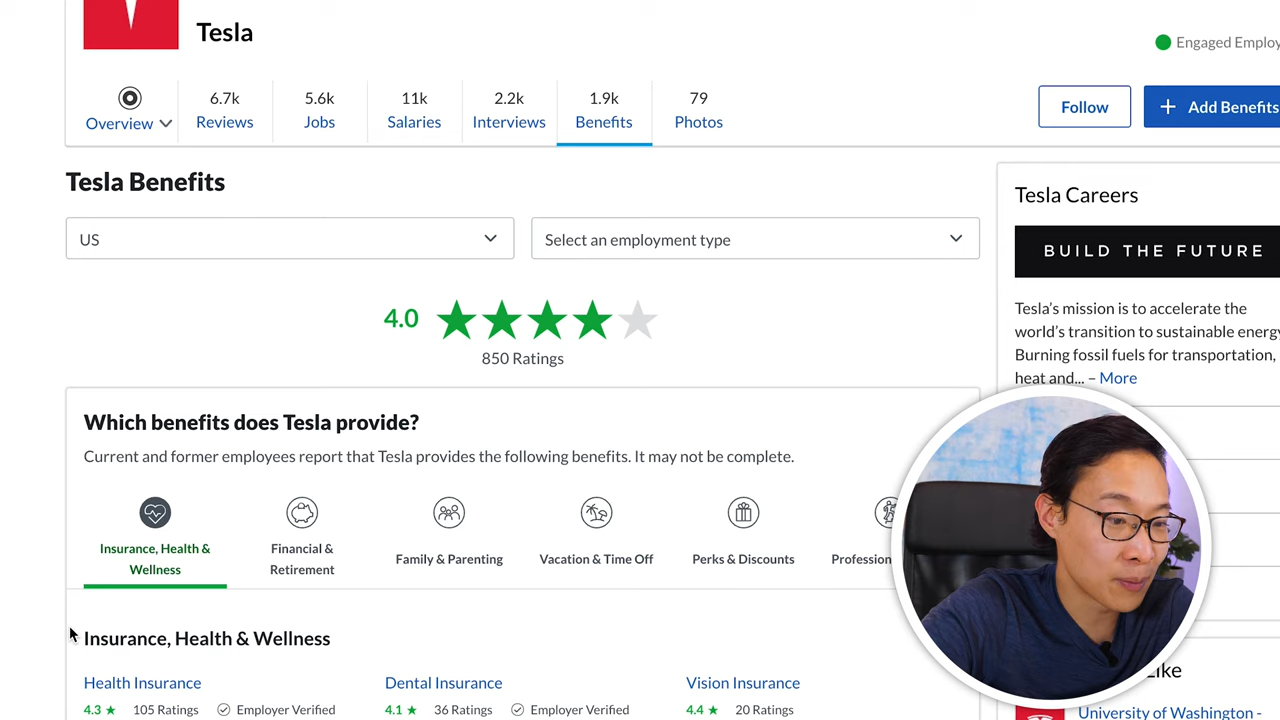 Tesla
Engaged Employ
Overview
6.7k
Reviews
5.6k
Jobs
11k
Salaries
2.2k
Interviews
1.9k
Benefits
79
Photos
Follow
+ Add Benefits
Tesla Benefits
US
Select an employment type
4.0
850 Ratings
Which benefits does Tesla provide?
Current and former employees report that Tesla provides the following benefits. It may not be complete.
Insurance, Health &
Wellness
Financial &
Retirement
Family & Parenting
Vacation & Time Off
Perks & Discounts
Profession
Insurance, Health & Wellness
Health Insurance
4.3 ★ 105 Ratings Employer Verified
Dental Insurance
4.1 ★ 36 Ratings Employer Verified
Vision Insurance
4.4 ★ 20 Ratings
Tesla Careers
BUILD THE FUTURE
Tesla’s mission is to accelerate the
world’s transition to sustainable energy
Burning fossil fuels for transportation,
heat and... – More
Like
University of Washington -